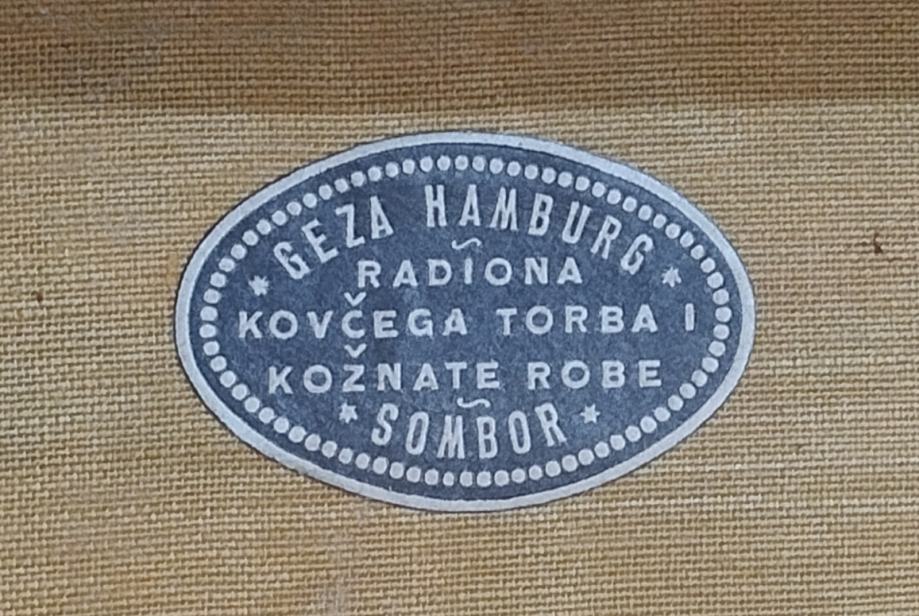 GEZA HAMBURG
RADIONA
KOVČEGA TORBA I
KOŽNATE ROBE
SOMBOR